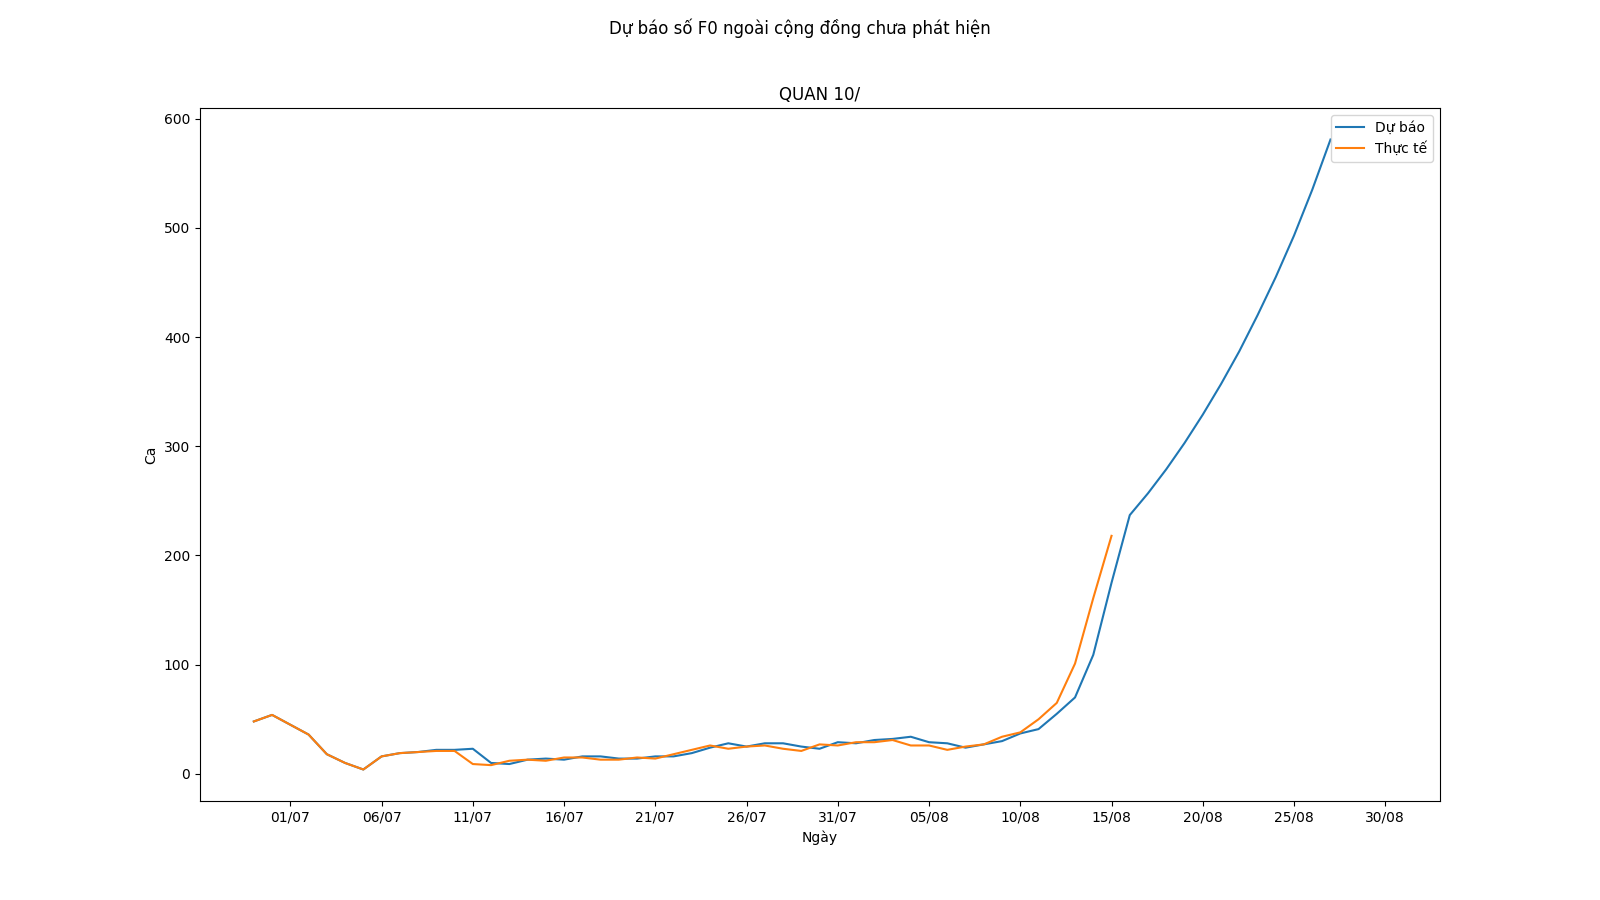 Dự báo số F0 ngoài cộng đồng chưa phát hiện
QUAN 10/
Dự báo
Thực tế
600
500
400
300
200
100
0
Ca
01/07 06/07 11/07 16/07 21/07 26/07 31/07 05/08 10/08 15/08 20/08 25/08 30/08
Ngày